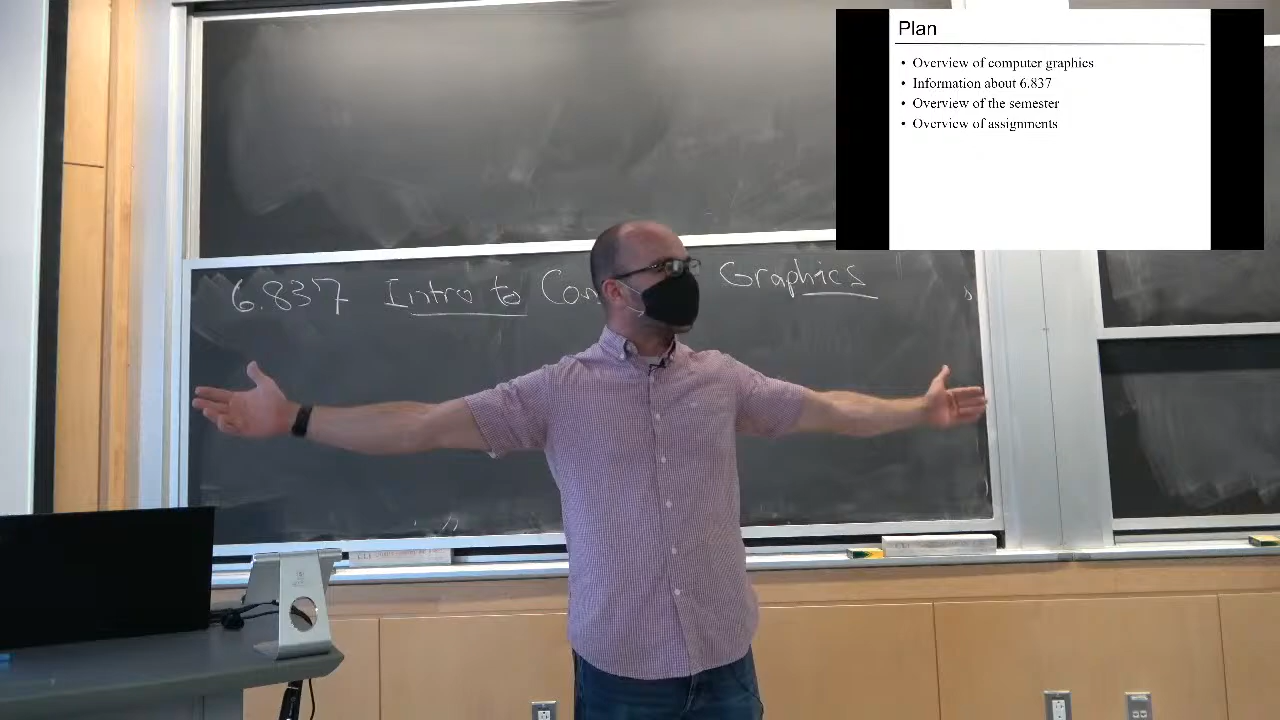 Plan
• Overview of computer graphics
• Information about 6.837
• Overview of the semester
• Overview of assignments
6.837 Intro to Graphics